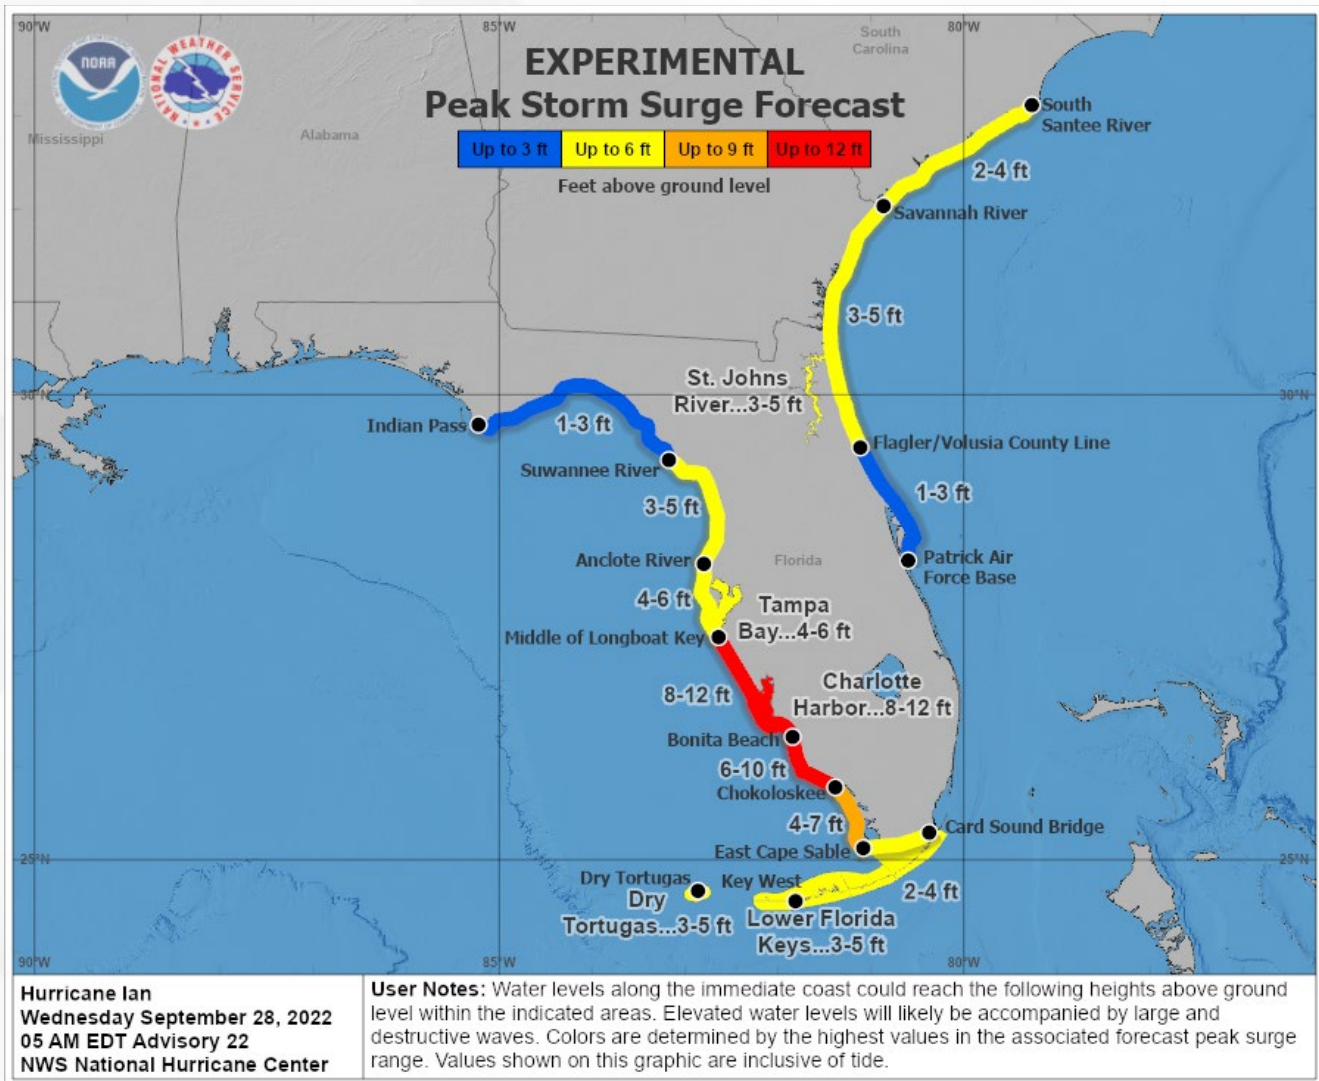 90°W
85°W
80°W
NOAA
NATIONAL WEATHER SERVICE
EXPERIMENTAL
Peak Storm Surge Forecast
Up to 3 ft
Up to 6 ft
Up to 9 ft
Up to 12 ft
Feet above ground level
Mississippi
Alabama
South
Carolina
South
Santee River
2-4 ft
Savannah River
3-5 ft
St. Johns
River...3-5 ft
30°N
30°N
Indian Pass
1-3 ft
Flagler/Volusia County Line
Suwannee River
1-3 ft
3-5 ft
Anclote River
Florida
Patrick Air
Force Base
4-6 ft
Tampa
Bay...4-6 ft
Middle of Longboat Key
8-12 ft
Charlotte
Harbor...8-12 ft
Bonita Beach
6-10 ft
Chokoloskee
4-7 ft
Card Sound Bridge
East Cape Sable
25°N
25°N
Dry Tortugas
Key West
2-4 ft
Dry
Tortugas...3-5 ft
Lower Florida
Keys...3-5 ft
90°W
85°W
80°W
Hurricane Ian
Wednesday September 28, 2022
05 AM EDT Advisory 22
NWS National Hurricane Center
User Notes: Water levels along the immediate coast could reach the following heights above ground
level within the indicated areas. Elevated water levels will likely be accompanied by large and
destructive waves. Colors are determined by the highest values in the associated forecast peak surge
range. Values shown on this graphic are inclusive of tide.